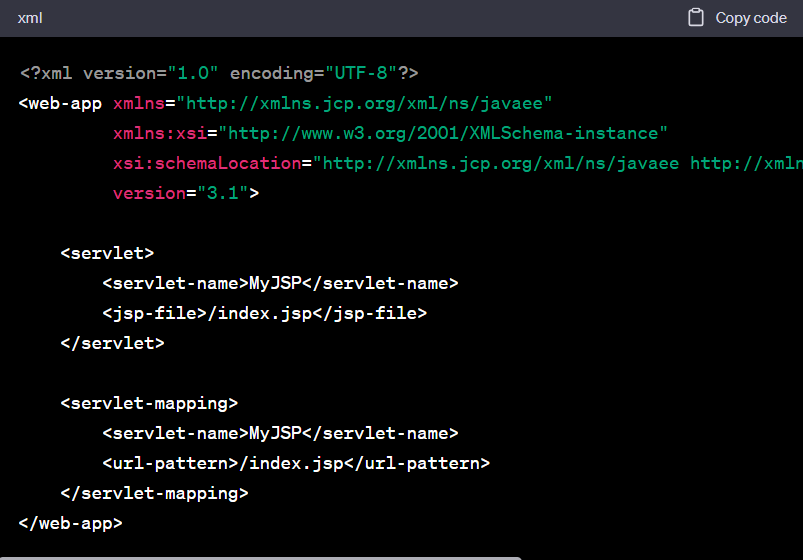 xml
Copy code
<?xml version="1.0" encoding="UTF-8"?>
<web-app xmlns="http://xmlns.jcp.org/xml/ns/javaee"
xmlns:xsi="http://www.w3.org/2001/XMLSchema-instance"
xsi:schemaLocation="http://xmlns.jcp.org/xml/ns/javaee http://xmln
version="3.1">
<servlet>
<servlet-name>MyJSP</servlet-name>
<jsp-file>/index.jsp</jsp-file>
</servlet>
<servlet-mapping>
<servlet-name>MyJSP</servlet-name>
<url-pattern>/index.jsp</url-pattern>
</servlet-mapping>
</web-app>